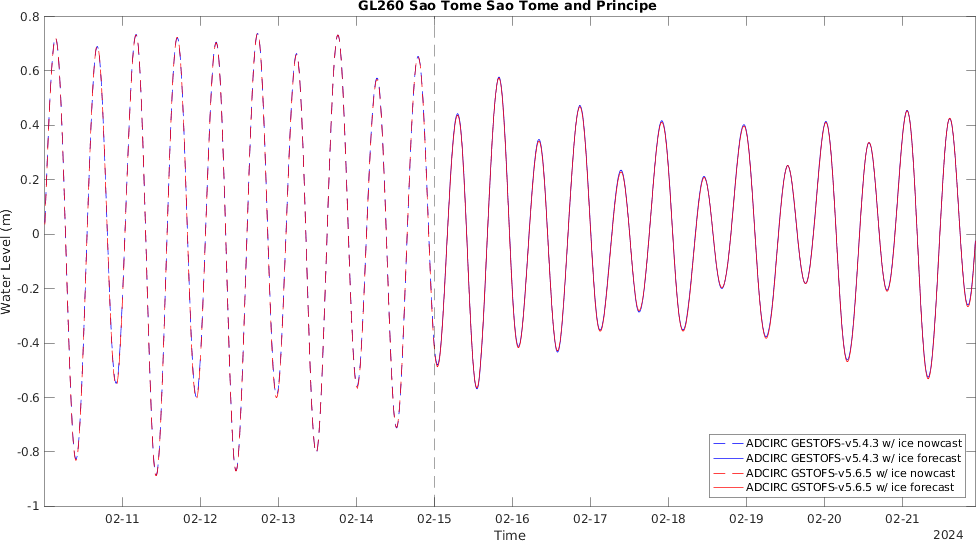 GL260 Sao Tome Sao Tome and Principe
0.8
0.6
0.4
0.2
0
-0.2
-0.4
-0.6
-0.8
-1
Water Level (m)
ADCIRC GESTOFS-v5.4.3 w/ ice nowcast
ADCIRC GESTOFS-v5.4.3 w/ ice forecast
ADCIRC GSTOFS-v5.6.5 w/ ice nowcast
ADCIRC GSTOFS-v5.6.5 w/ ice forecast
02-11 02-12 02-13 02-14 02-15 02-16 02-17 02-18 02-19 02-20 02-21
Time
2024